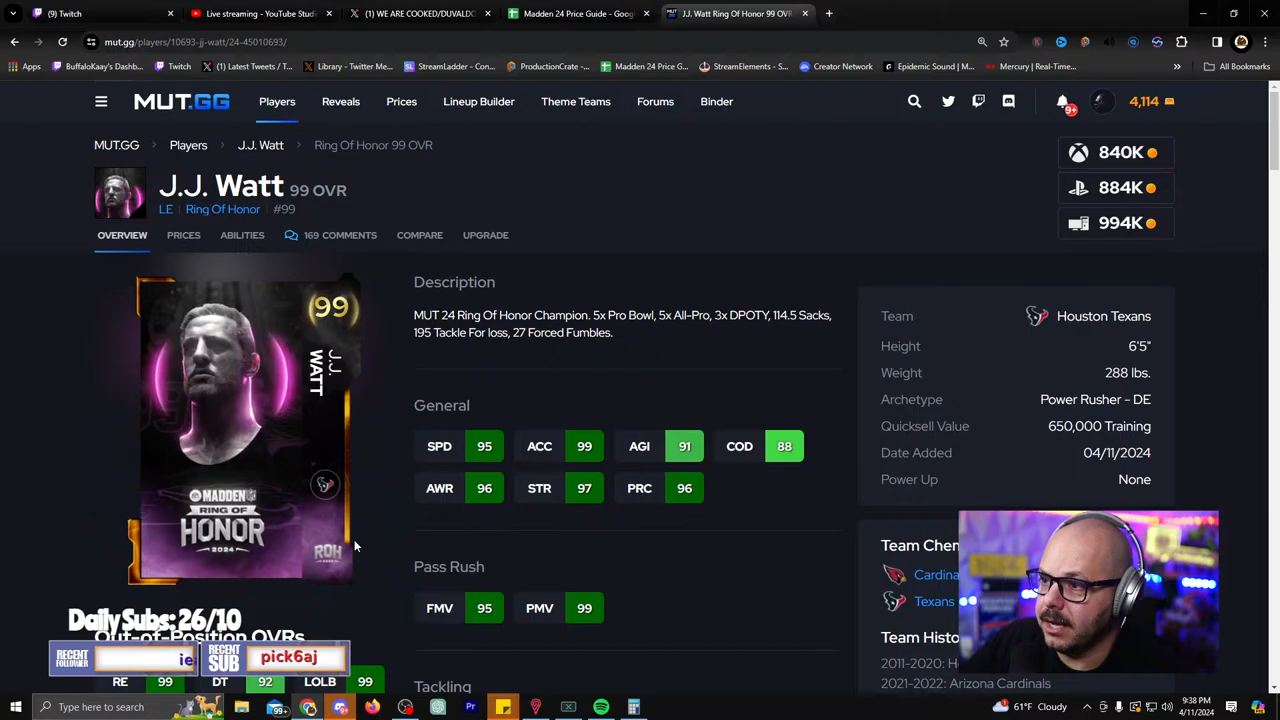 Twitch
Live streaming - YouTube Studi
(1) WE ARE COOKED/DUVALDC
Madden 24 Price Guide - Goog
J.J. Watt Ring Of Honor 99 OVR
mut.gg/players/10693-jj-watt/24-45010693/
Apps
BuffaloKaay's Dashb...
Twitch
(1) Latest Tweets / T...
Library - Twitter Me...
StreamLadder - Con...
ProductionCrate - ...
Madden 24 Price G...
StreamElements - ...
Creator Network
Epidemic Sound | M...
Mercury | Real-Time...
All Bookmarks
MUT.GG
Players
Reveals
Prices
Lineup Builder
Theme Teams
Forums
Binder
9+
4,114
MUT.GG > Players > J.J. Watt > Ring Of Honor 99 OVR
J.J. Watt 99 OVR
LE | Ring Of Honor | #99
840K
884K
994K
OVERVIEW
PRICES
ABILITIES
169 COMMENTS
COMPARE
UPGRADE
99
J.J.
WATT
MADDEN
RING OF
HONOR
2024
ROH
Description
MUT 24 Ring Of Honor Champion. 5x Pro Bowl, 5x All-Pro, 3x DPOTY, 114.5 Sacks,
195 Tackle For loss, 27 Forced Fumbles.
General
SPD 95 ACC 99 AGI 91 COD 88
AWR 96 STR 97 PRC 96
Pass Rush
FMV 95 PMV 99
Tackling
Team Houston Texans
Height 6'5"
Weight 288 lbs.
Archetype Power Rusher - DE
Quicksell Value 650,000 Training
Date Added 04/11/2024
Power Up None
Team Chem
Cardina
Texans
Team Histo
2011-2020: Ho
2021-2022: Arizona Cardinals
Daily Subs: 26/10
Out-of-Position OVRs
RECENT
FOLLOWER
ie
RECENT
SUB
pick6aj
RE 99 DT 92 LOLB 99
Type here to search
99+
61°F Cloudy
9:38 PM
4/11/2024